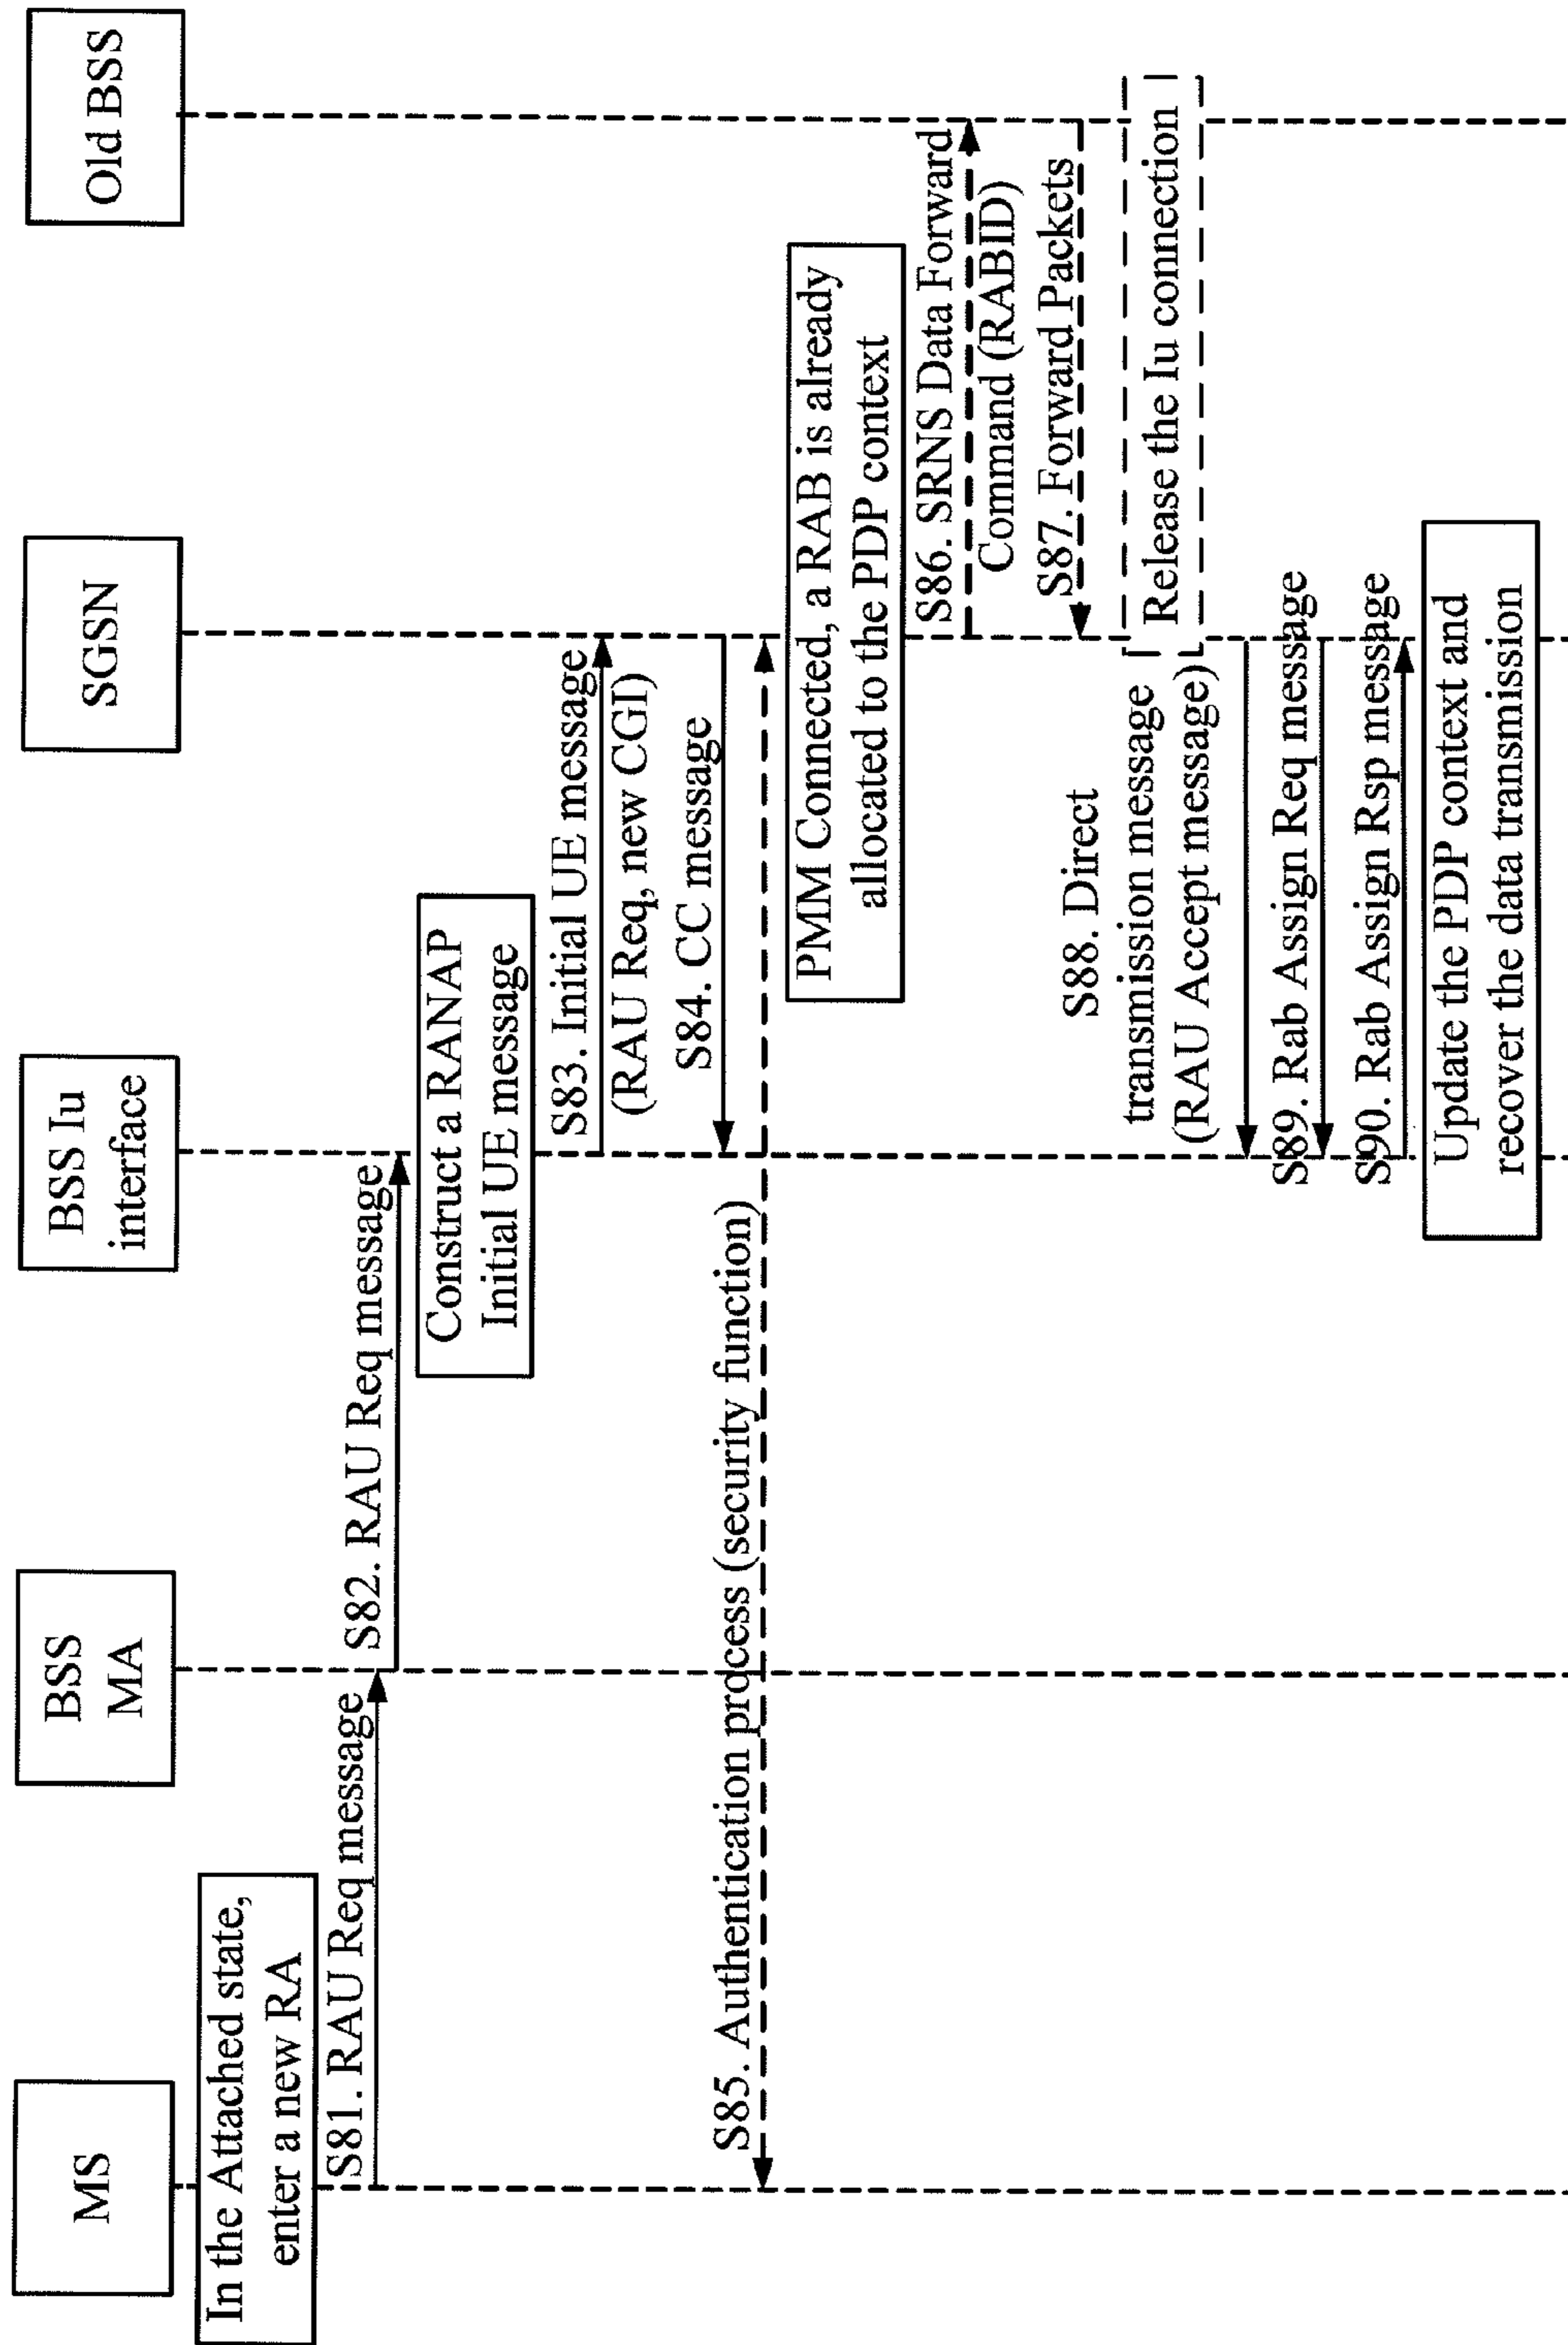 MS
BSS
MA
BSS Iu
interface
SGSN
Old BSS
In the Attached state,
enter a new RA
S81. RAU Req message
S82. RAU Req message
Construct a RANAP
Initial UE message
S83. Initial UE message
(RAU Req, new CGI)
S84. CC message
S85. Authentication process (security function)
PMM Connected, a RAB is already
allocated to the PDP context
S86. SRNS Data Forward
Command (RABID)
S87. Forward Packets
Release the Iu connection
S88. Direct
transmission message
(RAU Accept message)
S89. Rab Assign Req message
S90. Rab Assign Rsp message
Update the PDP context and
recover the data transmission